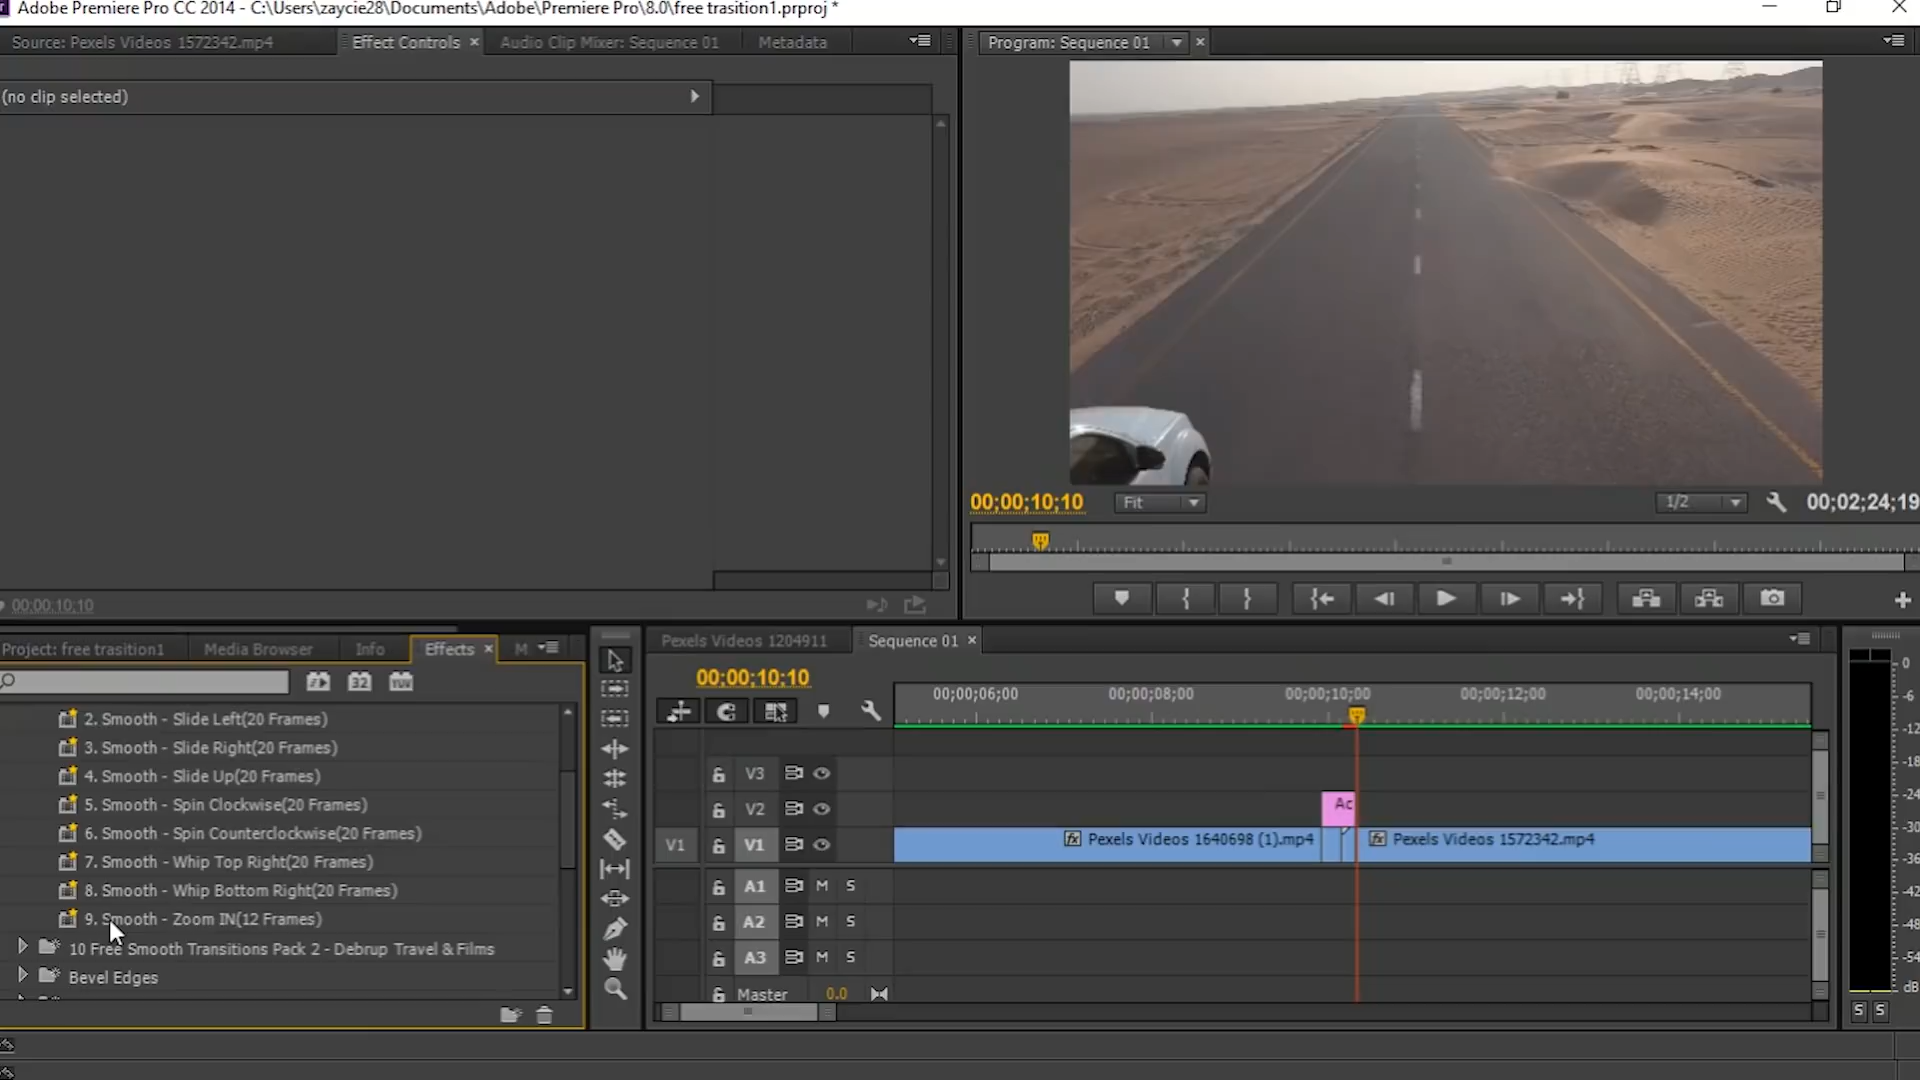 Adobe Premiere Pro CC 2014 - C:\Users\zaycie28\Documents\Adobe\Premiere Pro\8.0\free trasition1.prproj *
Source: Pexels Videos 1572342.mp4
Effect Controls
Audio Clip Mixer: Sequence 01
Metadata
Program: Sequence 01
(no clip selected)
00;00;10;10
Fit
1/2
00;02;24;19
00;00;10;10
Project: free trasition1
Media Browser
Info
Effects
M
Pexels Videos 1204911
Sequence 01
32
YUV
00;00;10;10
00;00;06;00
00;00;08;00
00;00;10;00
00;00;12;00
00;00;14;00
2. Smooth - Slide Left(20 Frames)
3. Smooth - Slide Right(20 Frames)
4. Smooth - Slide Up(20 Frames)
5. Smooth - Spin Clockwise(20 Frames)
6. Smooth - Spin Counterclockwise(20 Frames)
7. Smooth - Whip Top Right(20 Frames)
8. Smooth - Whip Bottom Right(20 Frames)
9. Smooth - Zoom IN(12 Frames)
10 Free Smooth Transitions Pack 2 - Debrup Travel & Films
Bevel Edges
V3
V2
Ac
V1
V1
fx Pexels Videos 1640698 (1).mp4
fx Pexels Videos 1572342.mp4
A1 M S
A2 M S
A3 M S
Master 0.0
0
-6
-12
-18
-24
-30
-36
-42
-48
-54
dB
S S